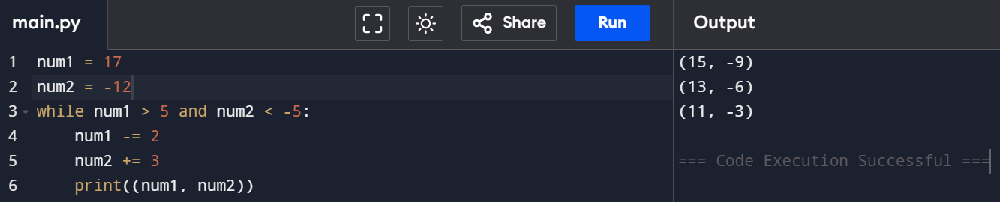 main.py
Share
Run
Output
1 num1 = 17
2 num2 = -12
3 while num1 > 5 and num2 < -5:
4     num1 -= 2
5     num2 += 3
6     print((num1, num2))
(15, -9)
(13, -6)
(11, -3)
=== Code Execution Successful ===